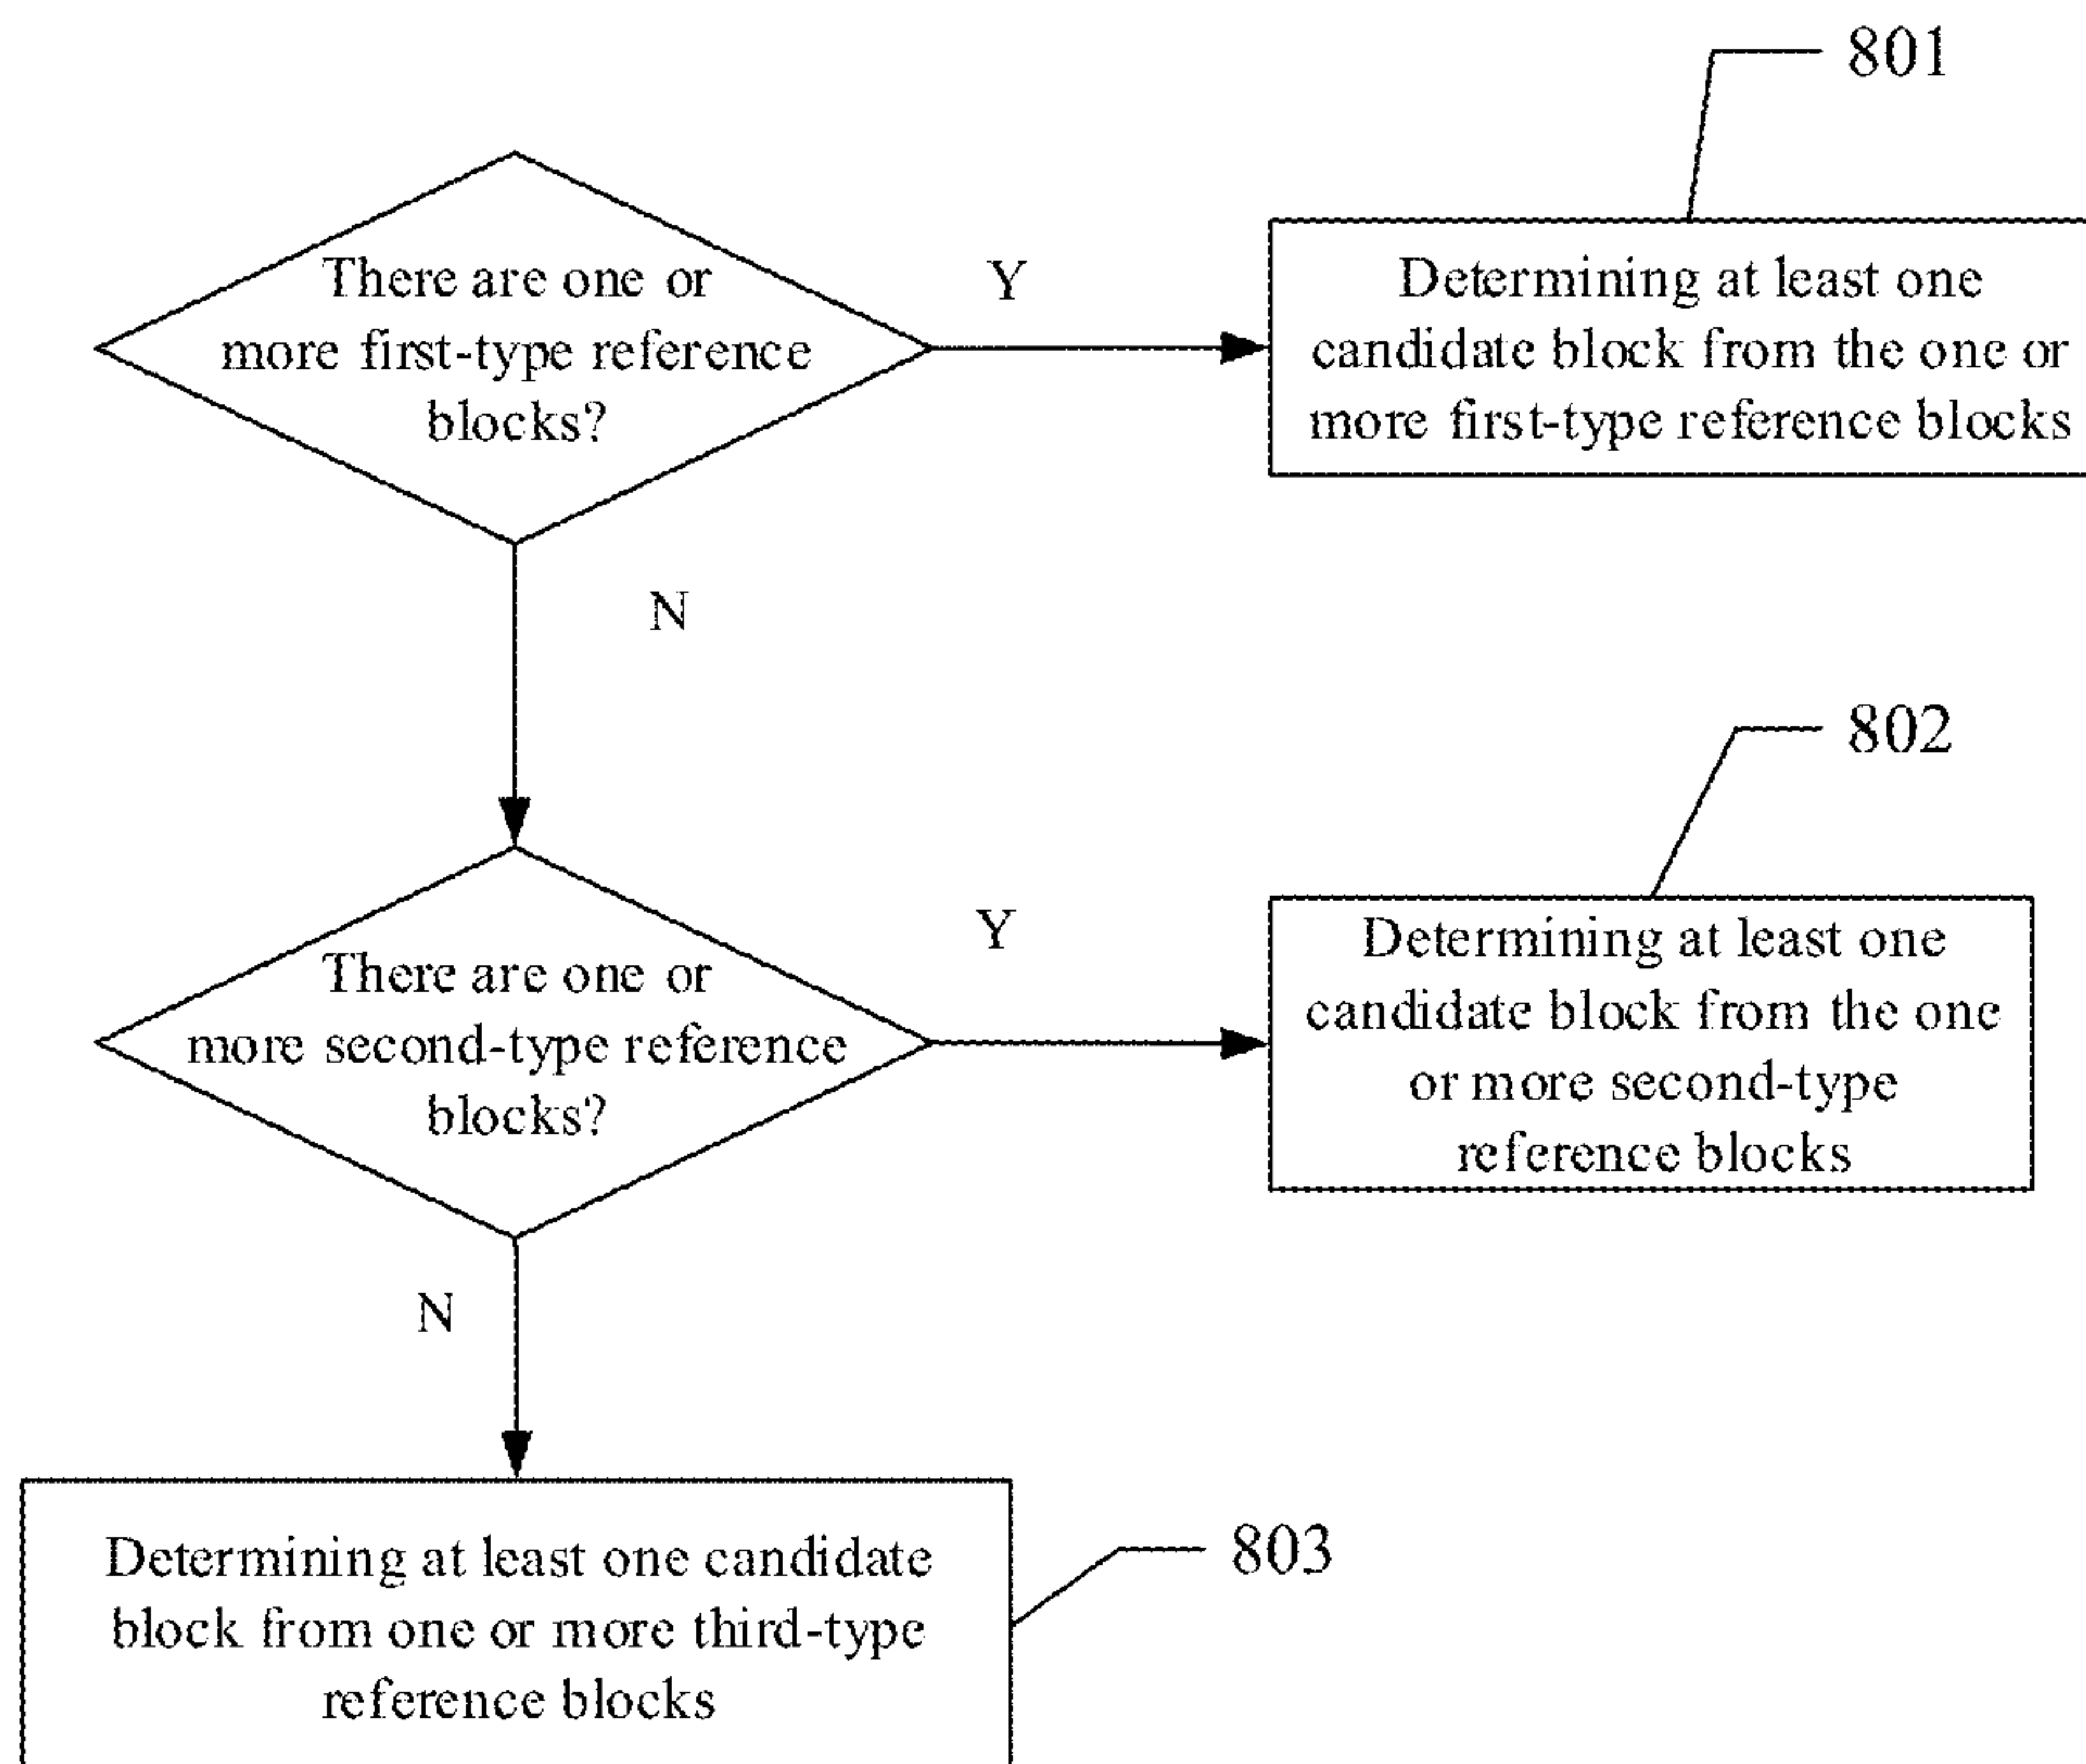 801
There are one or
more first-type reference
blocks?
Y
Determining at least one
candidate block from the one or
more first-type reference blocks
N
802
There are one or
more second-type reference
blocks?
Y
Determining at least one
candidate block from the one
or more second-type
reference blocks
N
Determining at least one candidate
block from one or more third-type
reference blocks
803